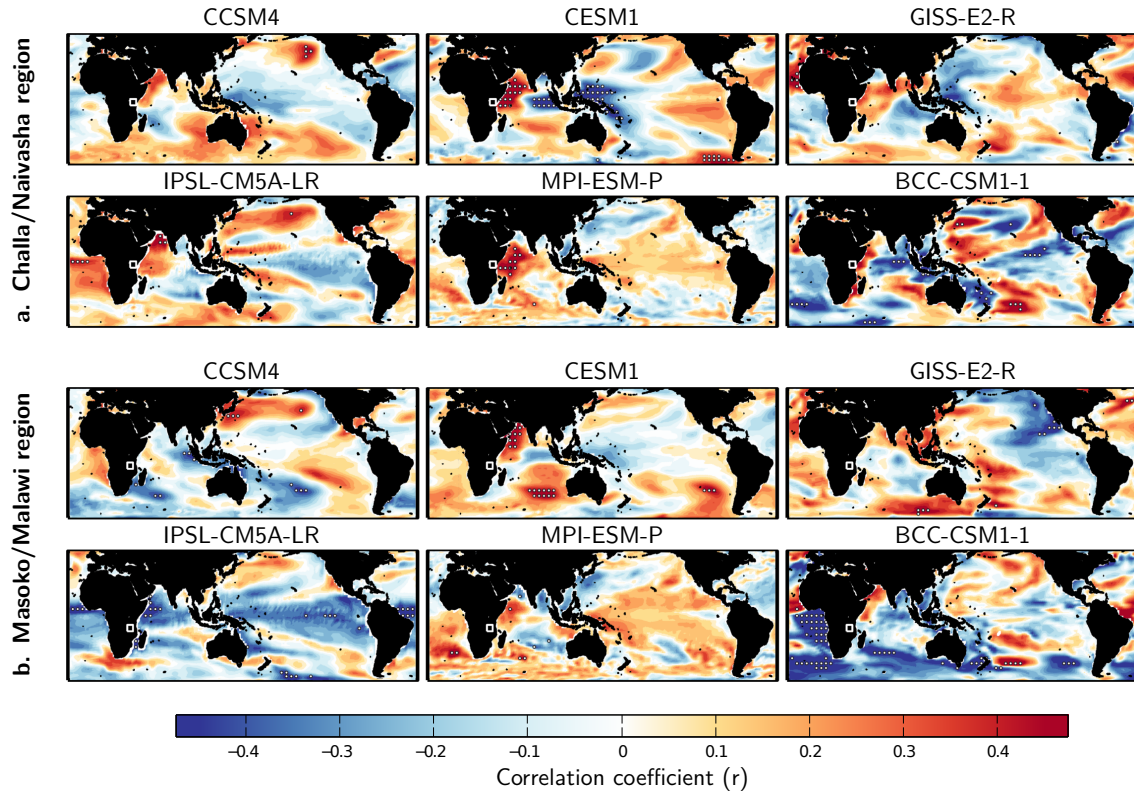 CCSM4 CESM1 GISS-E2-R
a. Challa/Naivasha region
IPSL-CM5A-LR MPI-ESM-P BCC-CSM1-1
CCSM4 CESM1 GISS-E2-R
b. Masoko/Malawi region
IPSL-CM5A-LR MPI-ESM-P BCC-CSM1-1
−0.4 −0.3 −0.2 −0.1 0 0.1 0.2 0.3 0.4
Correlation coefficient (r)